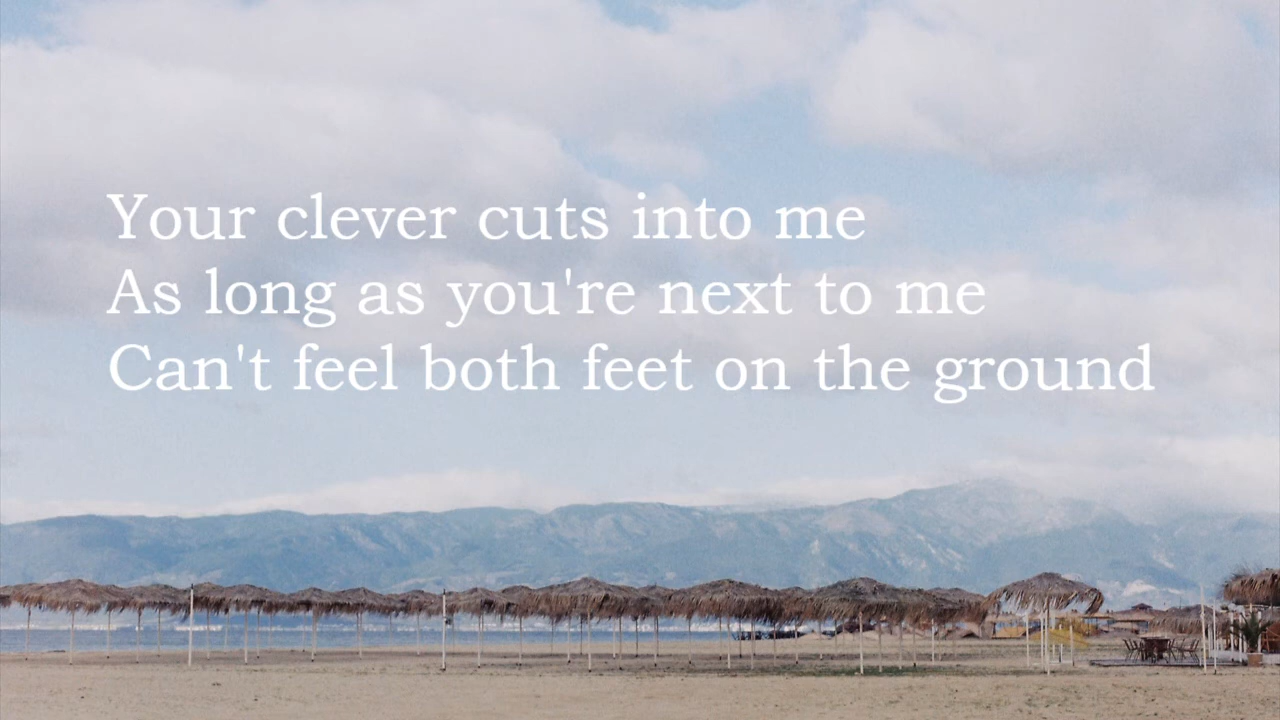 Your clever cuts into me
As long as you're next to me
Can't feel both feet on the ground